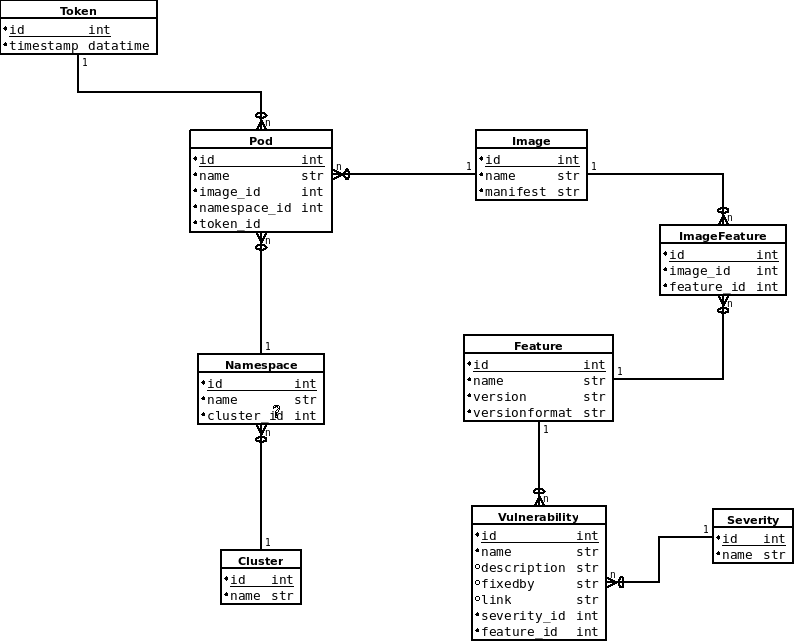 Token
id int
timestamp datatime
1
n
Pod
id int
name str
image_id int
namespace_id int
token_id
n
1
Image
id int
name str
manifest str
1
n
ImageFeature
id int
image_id int
feature_id int
n
n
1
Namespace
id int
name str
cluster_id int
n
1
Cluster
id int
name str
Feature
id int
name str
version str
versionformat str
1
1
n
Vulnerability
id int
name str
description str
fixedby str
link str
severity_id int
feature_id int
n
1
Severity
id int
name str